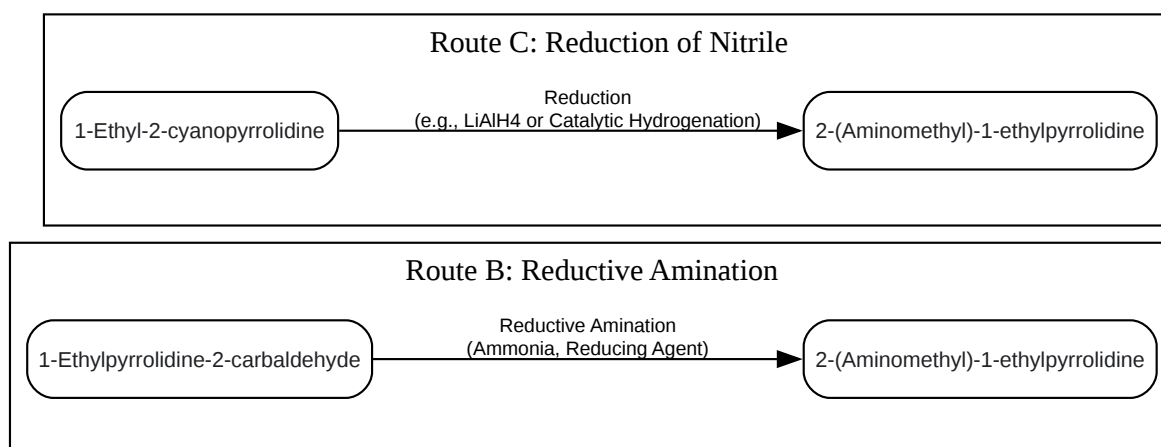 Route C: Reduction of Nitrile
1-Ethyl-2-cyanopyrrolidine
Reduction
(e.g., LiAlH4 or Catalytic Hydrogenation)
2-(Aminomethyl)-1-ethylpyrrolidine
Route B: Reductive Amination
1-Ethylpyrrolidine-2-carbaldehyde
Reductive Amination
(Ammonia, Reducing Agent)
2-(Aminomethyl)-1-ethylpyrrolidine